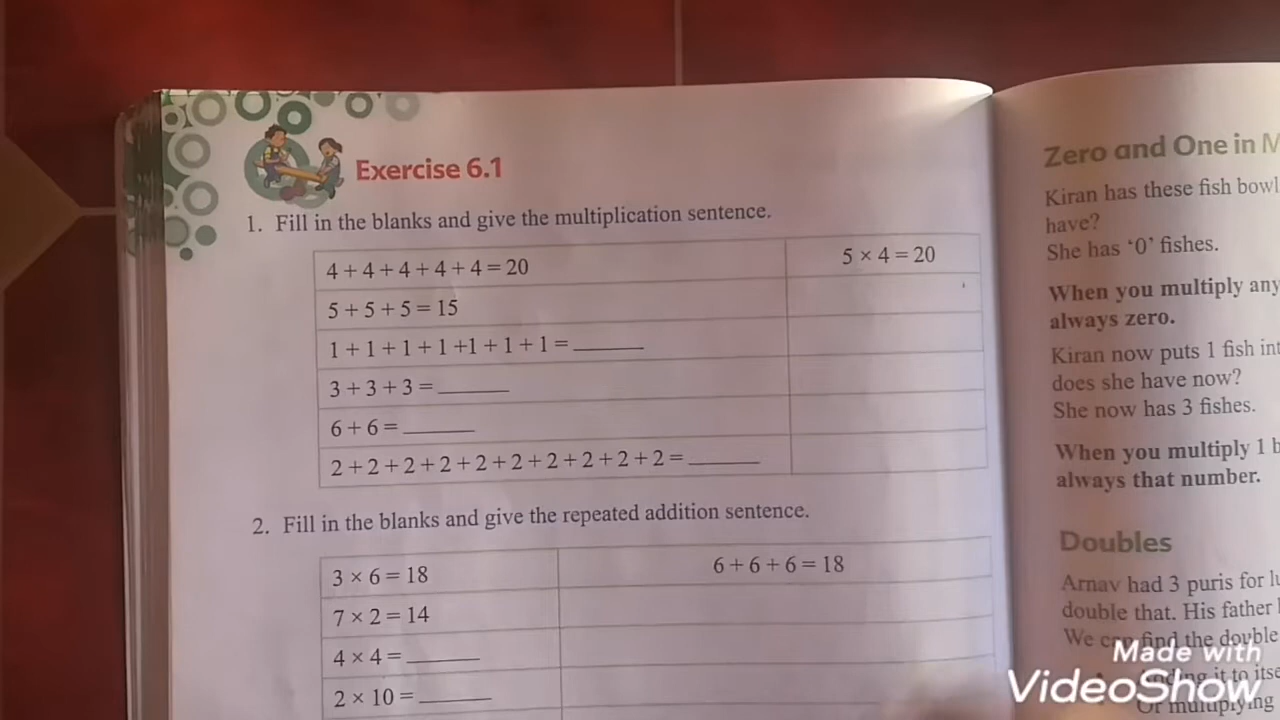 Exercise 6.1
1. Fill in the blanks and give the multiplication sentence.
4 + 4 + 4 + 4 + 4 = 20 5 × 4 = 20
5 + 5 + 5 = 15
1 + 1 + 1 + 1 +1 + 1 + 1 = ______
3 + 3 + 3 = ______
6 + 6 = ______
2 + 2 + 2 + 2 + 2 + 2 + 2 + 2 + 2 + 2 = ______
2. Fill in the blanks and give the repeated addition sentence.
3 × 6 = 18 6 + 6 + 6 = 18
7 × 2 = 14
4 × 4 = ______
2 × 10 = ______
Zero and One in
Kiran has these fish
have?
She has ‘0’ fishes.
When you multiply any
always zero.
Kiran now puts 1 fish
does she have now?
She now has 3 fishes.
When you multiply 1
always that number.
Doubles
Arnav had 3 puris for
double that. His father
We can find the double
it to
Or multiplying
Made with
VideoShow